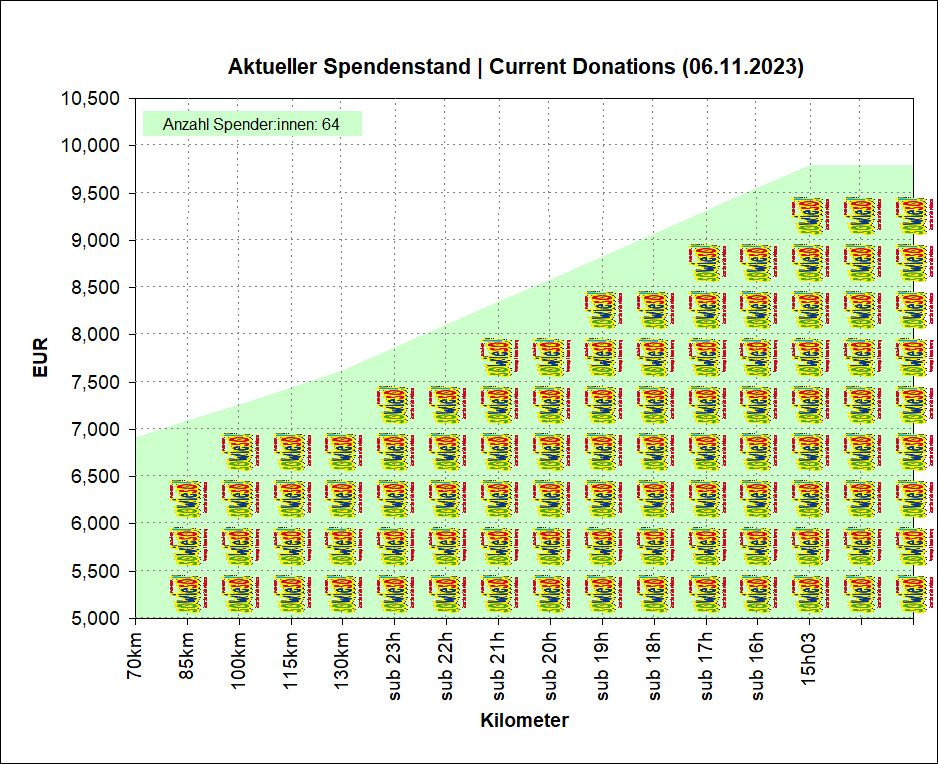 Aktueller Spendenstand | Current Donations (06.11.2023)
10,500
Anzahl Spender:innen: 64
10,000
9,500
9,000
8,500
8,000
7,500
7,000
6,500
6,000
5,500
5,000
EUR
70km
85km
100km
115km
130km
sub 23h
sub 22h
sub 21h
sub 20h
sub 19h
sub 18h
sub 17h
sub 16h
15h03
Kilometer